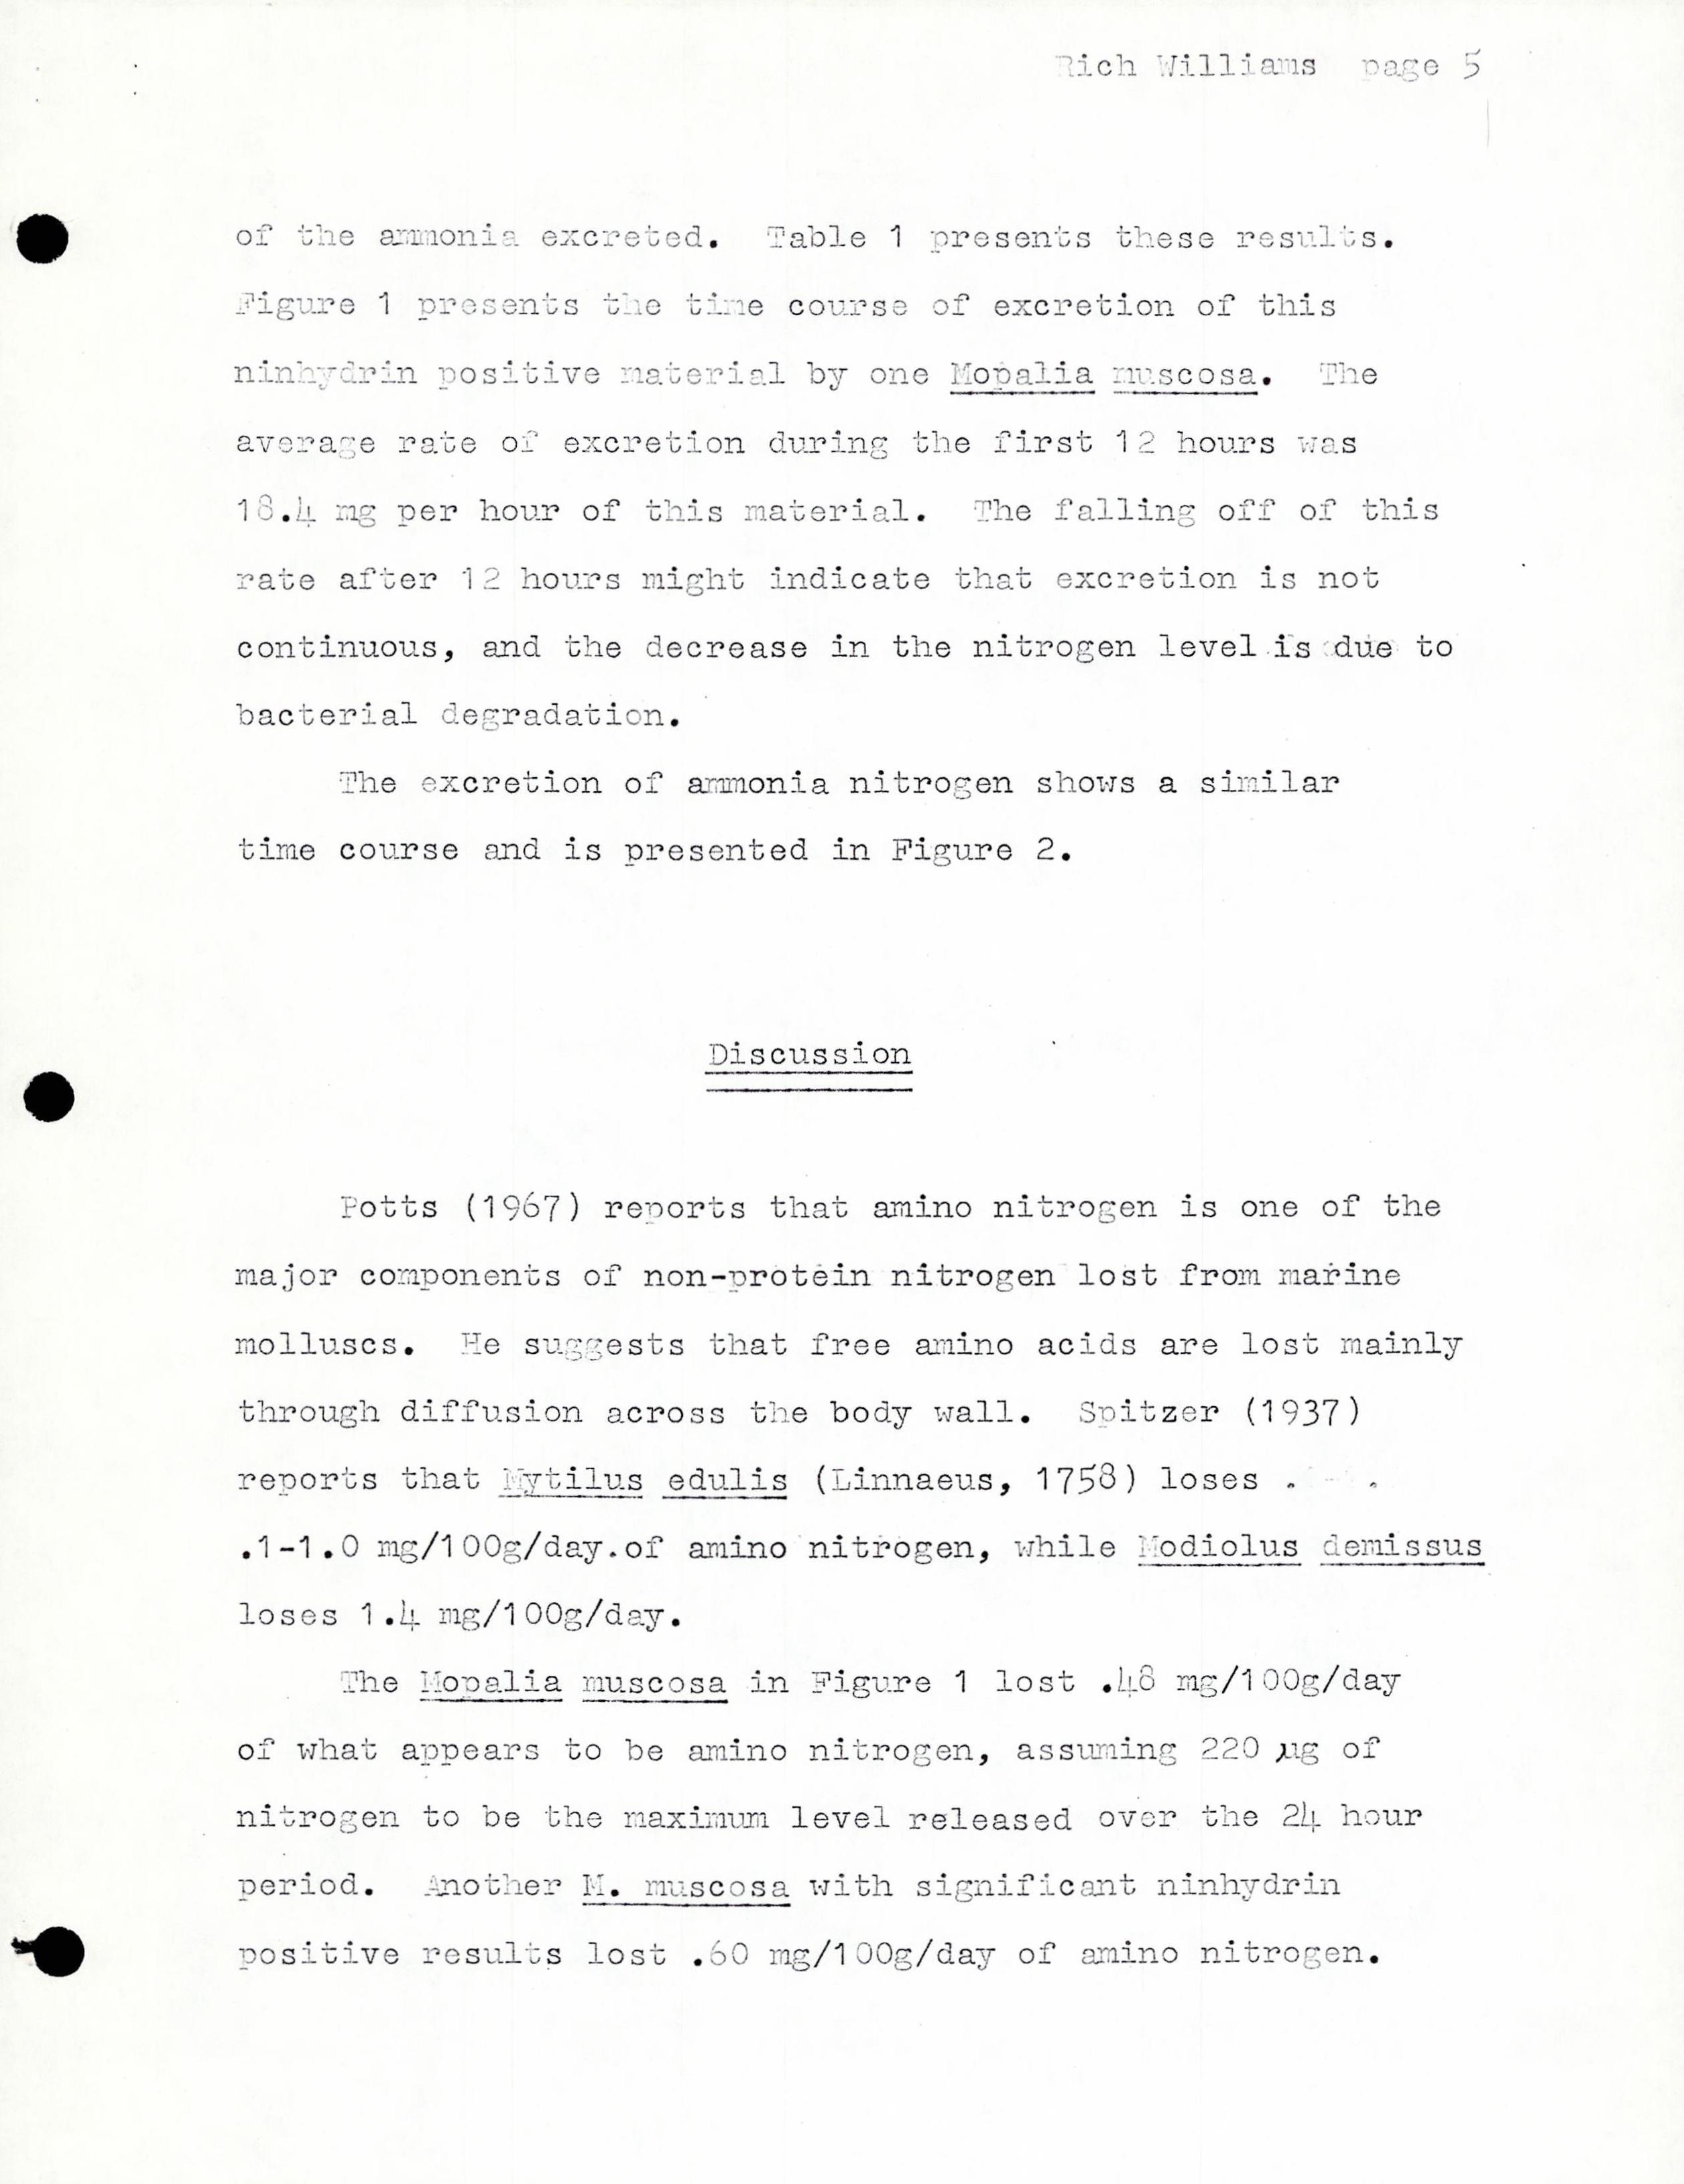 Rich Williams page 5
of the ammonia excreted. Table 1 presents these results.
Figure 1 presents the time course of excretion of this
ninhydrin positive material by one Mopalia muscosa. The
average rate of excretion during the first 12 hours was
18.4 mg per hour of this material. The falling off of this
rate after 12 hours might indicate that excretion is not
continuous, and the decrease in the nitrogen level is due to
bacterial degradation.
The excretion of ammonia nitrogen shows a similar
time course and is presented in Figure 2.
Discussion
Potts (1967) reports that amino nitrogen is one of the
major components of non-protein nitrogen lost from marine
molluscs. He suggests that free amino acids are lost mainly
through diffusion across the body wall. Spitzer (1937)
reports that Mytilus edulis (Linnaeus, 1758) loses . .
.1-1.0 mg/100g/day.of amino nitrogen, while Modiolus demissus
loses 1.4 mg/100g/day.
The Mopalia muscosa in Figure 1 lost .48 mg/100g/day
of what appears to be amino nitrogen, assuming 220 µg of
nitrogen to be the maximum level released over the 24 hour
period. Another M. muscosa with significant ninhydrin
positive results lost .60 mg/100g/day of amino nitrogen.